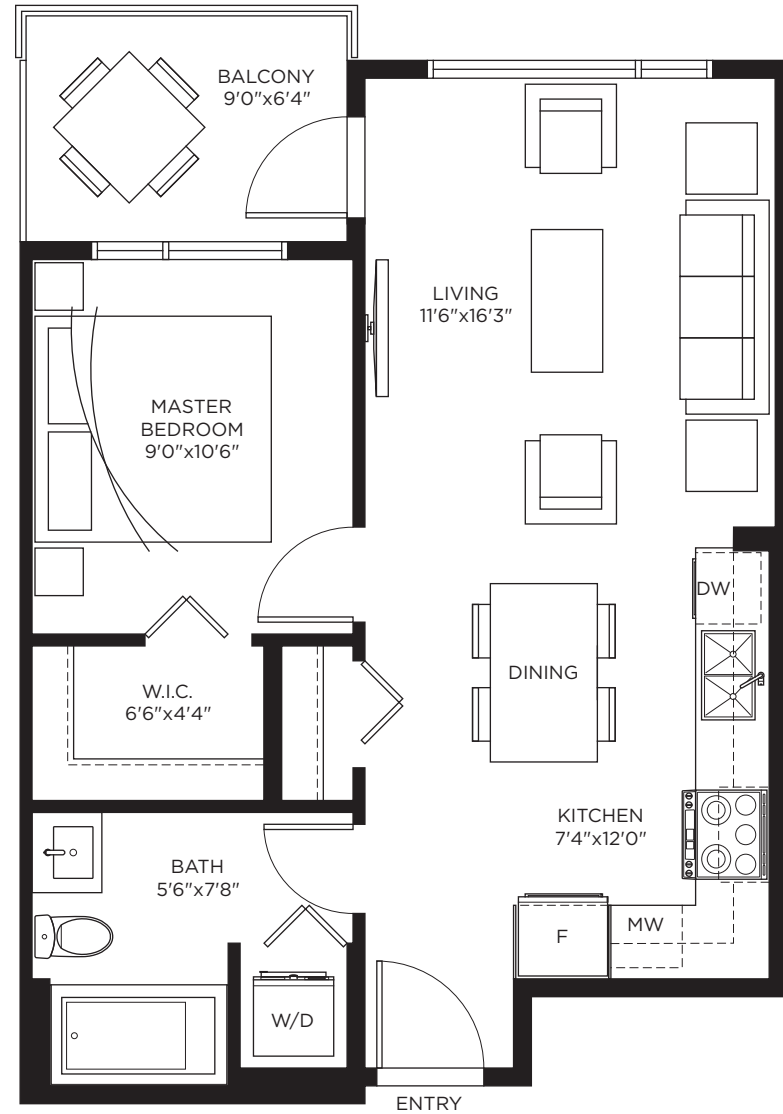 BALCONY
9'0"x6'4"
LIVING
11'6"x16'3"
MASTER
BEDROOM
9'0"x10'6"
DW
DINING
W.I.C.
6'6"x4'4"
KITCHEN
7'4"x12'0"
BATH
5'6"x7'8"
MW
F
W/D
ENTRY